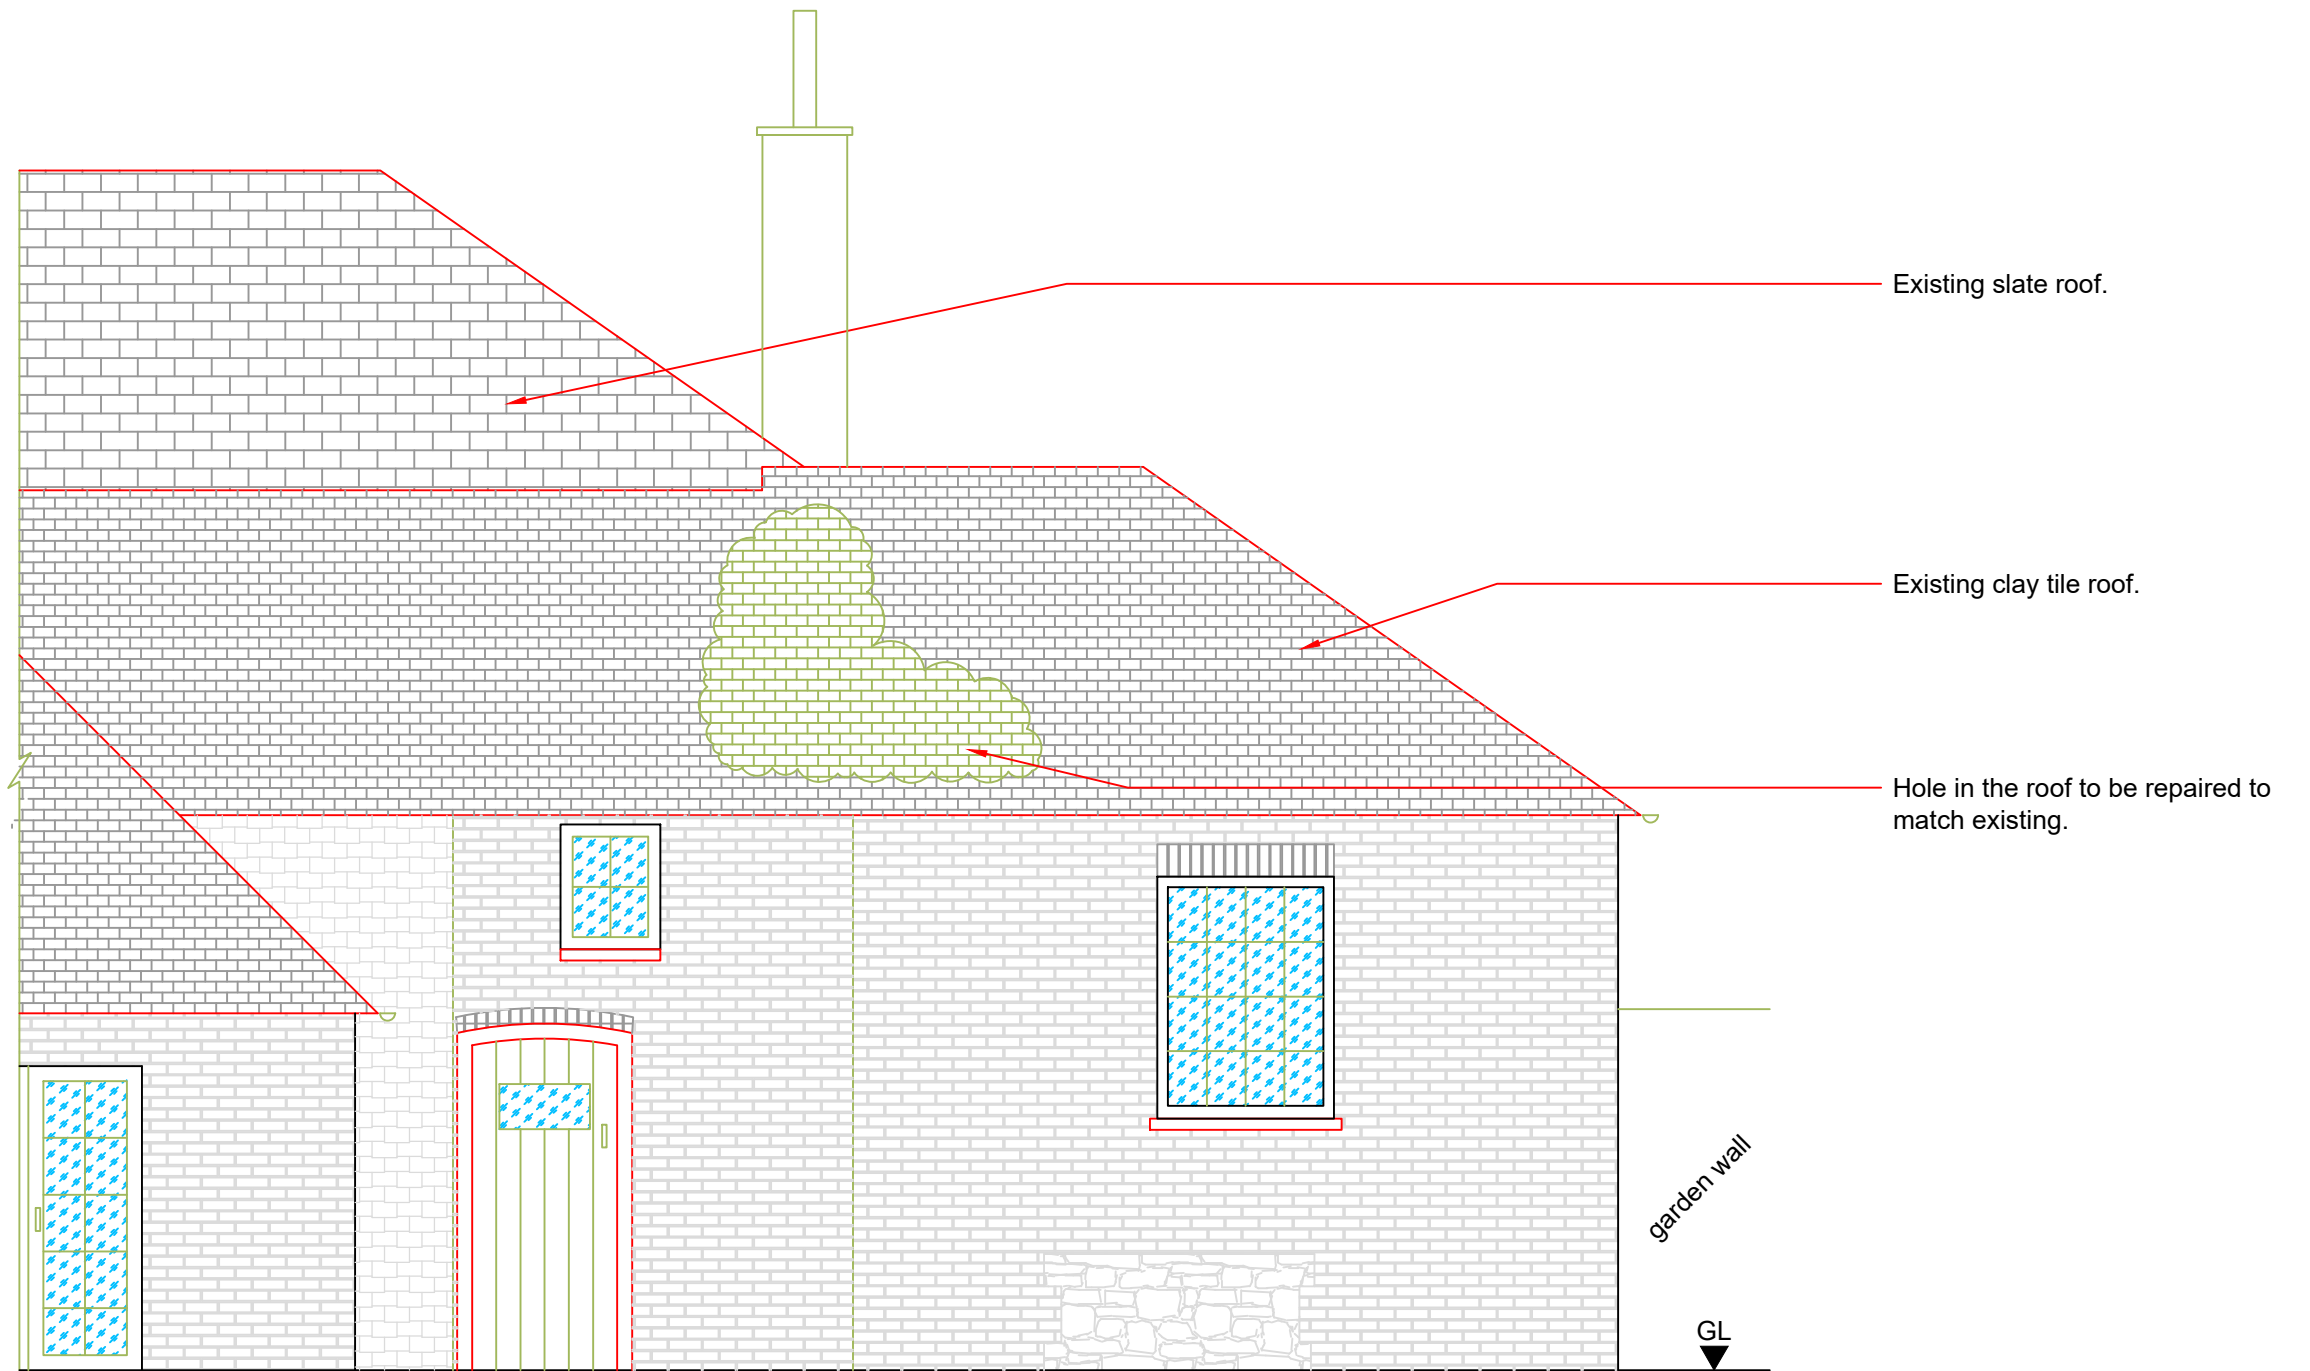 Existing slate roof.
Existing clay tile roof.
Hole in the roof to be repaired to
match existing.
garden wall
GL